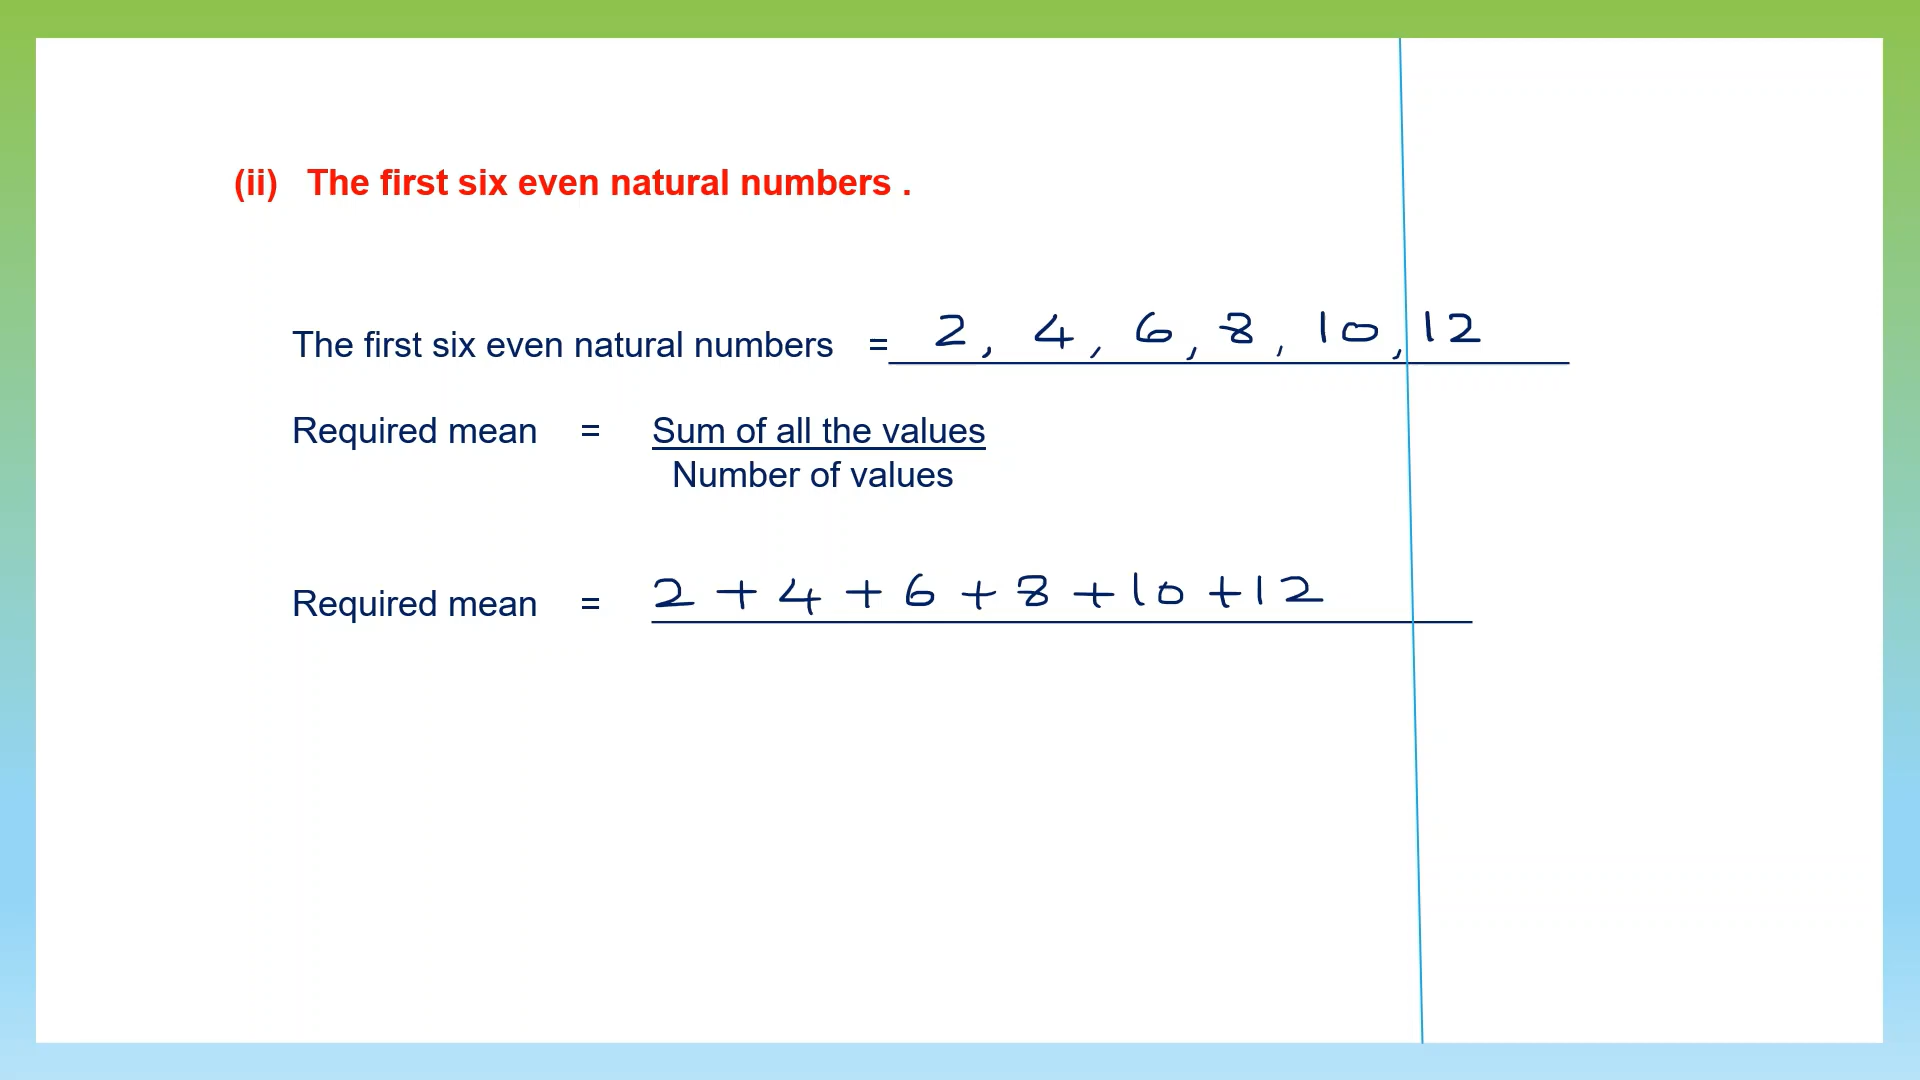 (ii) The first six even natural numbers .
The first six even natural numbers = 2, 4, 6, 8, 10, 12
Required mean = Sum of all the values
Number of values
Required mean = 2 + 4 + 6 + 8 + 10 + 12